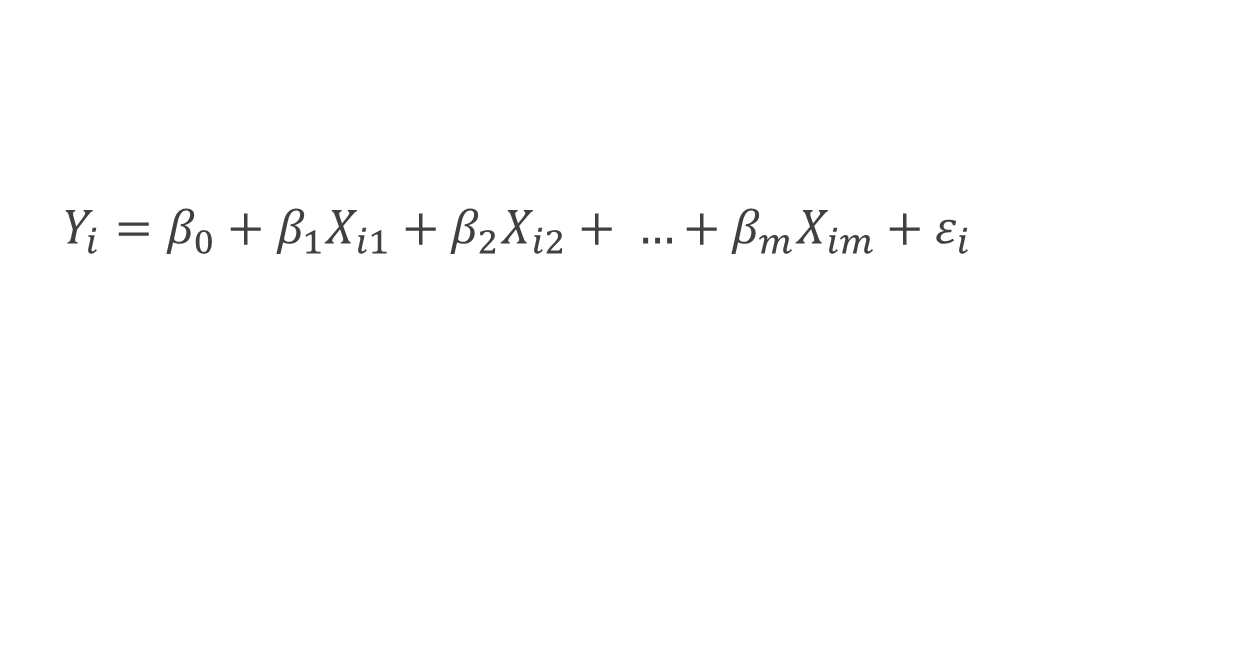 Yᵢ = β₀ + β₁Xᵢ₁ + β₂Xᵢ₂ + … + βₘXᵢₘ + εᵢ